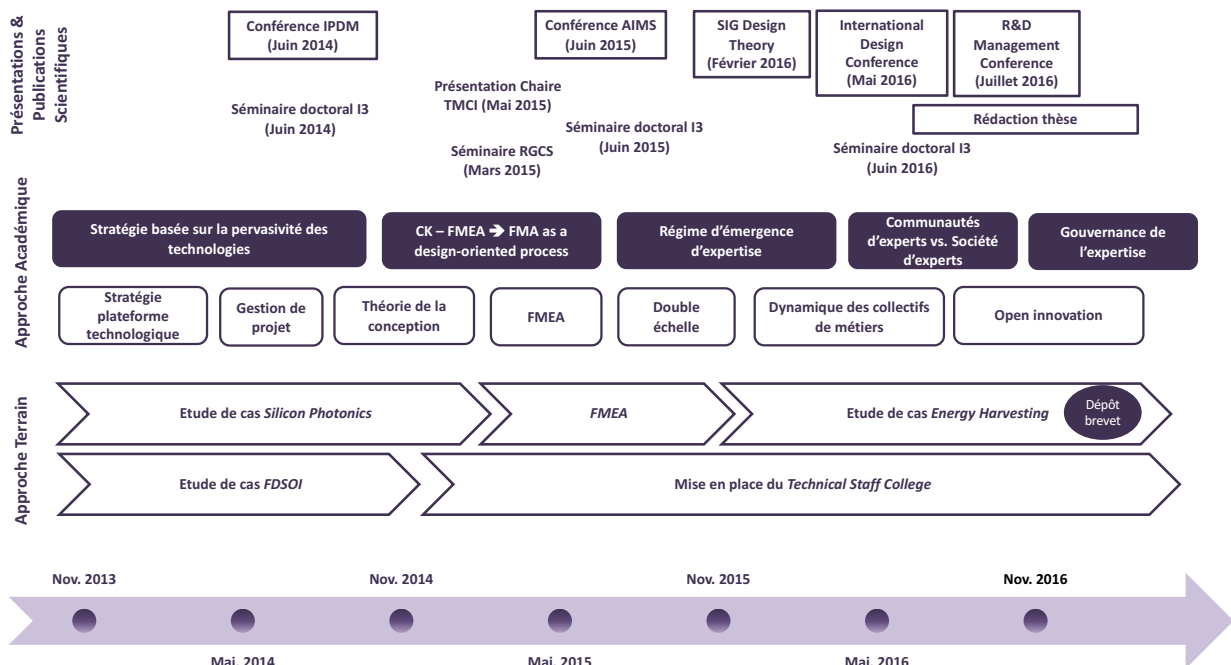 Présentations &
Publications
Scientifiques
Conférence IPDM
(Juin 2014)
Conférence AIMS
(Juin 2015)
SIG Design
Theory
(Février 2016)
International
Design
Conference
(Mai 2016)
R&D
Management
Conference
(Juillet 2016)
Séminaire doctoral I3
(Juin 2014)
Présentation Chaire
TMCI (Mai 2015)
Séminaire doctoral I3
(Juin 2015)
Séminaire RGCS
(Mars 2015)
Rédaction thèse
Séminaire doctoral I3
(Juin 2016)
Approche Académique
Stratégie basée sur la pervasivité des
technologies
CK – FMEA ➔ FMA as a
design-oriented process
Régime d’émergence
d’expertise
Communautés
d’experts vs. Société
d’experts
Gouvernance de
l’expertise
Stratégie
plateforme
technologique
Gestion de
projet
Théorie de la
conception
FMEA
Double
échelle
Dynamique des collectifs
de métiers
Open innovation
Approche Terrain
Etude de cas Silicon Photonics
FMEA
Etude de cas Energy Harvesting
Dépôt
brevet
Etude de cas FDSOI
Mise en place du Technical Staff College
Nov. 2013
Nov. 2014
Nov. 2015
Nov. 2016
Mai. 2014
Mai. 2015
Mai. 2016